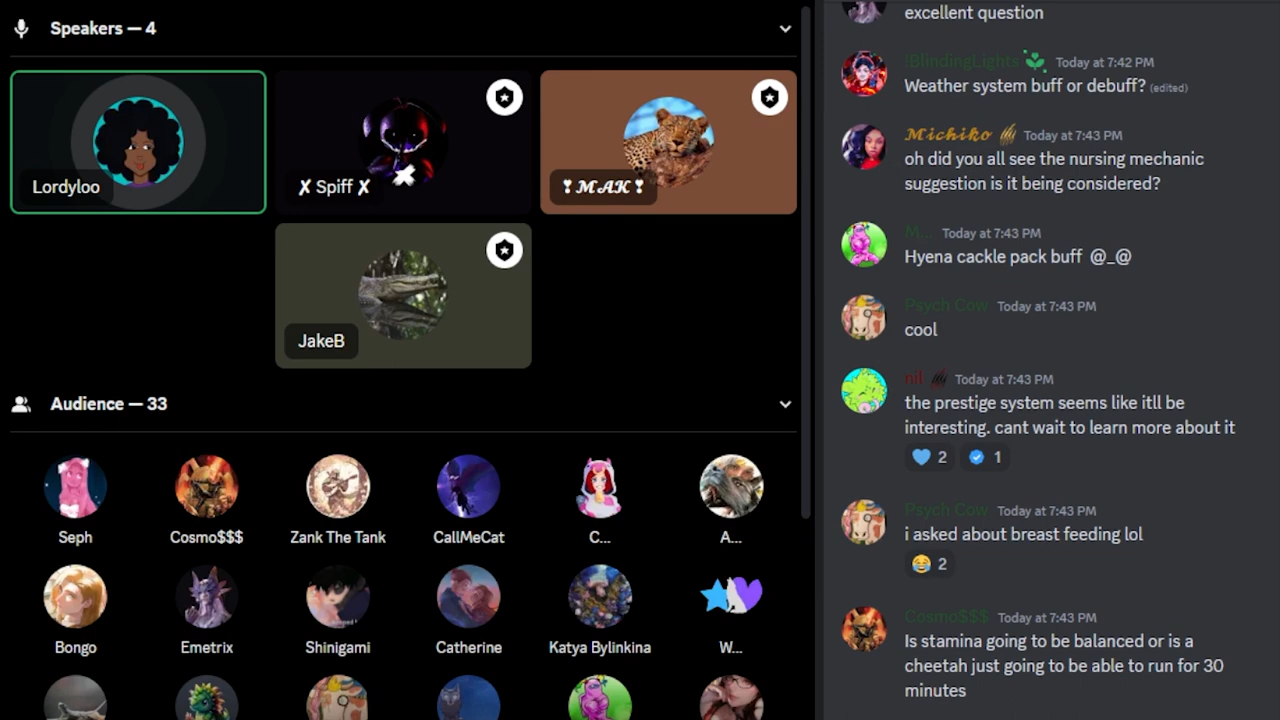 Speakers — 4
Lordyloo
✗ Spiff ✗
❢𝓜𝓐𝓚❢
JakeB
Audience — 33
Seph
Cosmo$$$
Zank The Tank
CallMeCat
C...
A...
Bongo
Emetrix
Shinigami
Catherine
Katya Bylinkina
W...
excellent question
!BlindingLights Today at 7:42 PM
Weather system buff or debuff? (edited)
𝓜𝓲𝓬𝓱𝓲𝓴𝓸 Today at 7:43 PM
oh did you all see the nursing mechanic
suggestion is it being considered?
M... Today at 7:43 PM
Hyena cackle pack buff @_@
Psych Cow Today at 7:43 PM
cool
nil Today at 7:43 PM
the prestige system seems like itll be
interesting. cant wait to learn more about it
💙 2 1
Psych Cow Today at 7:43 PM
i asked about breast feeding lol
😂 2
Cosmo$$$ Today at 7:43 PM
Is stamina going to be balanced or is a
cheetah just going to be able to run for 30
minutes